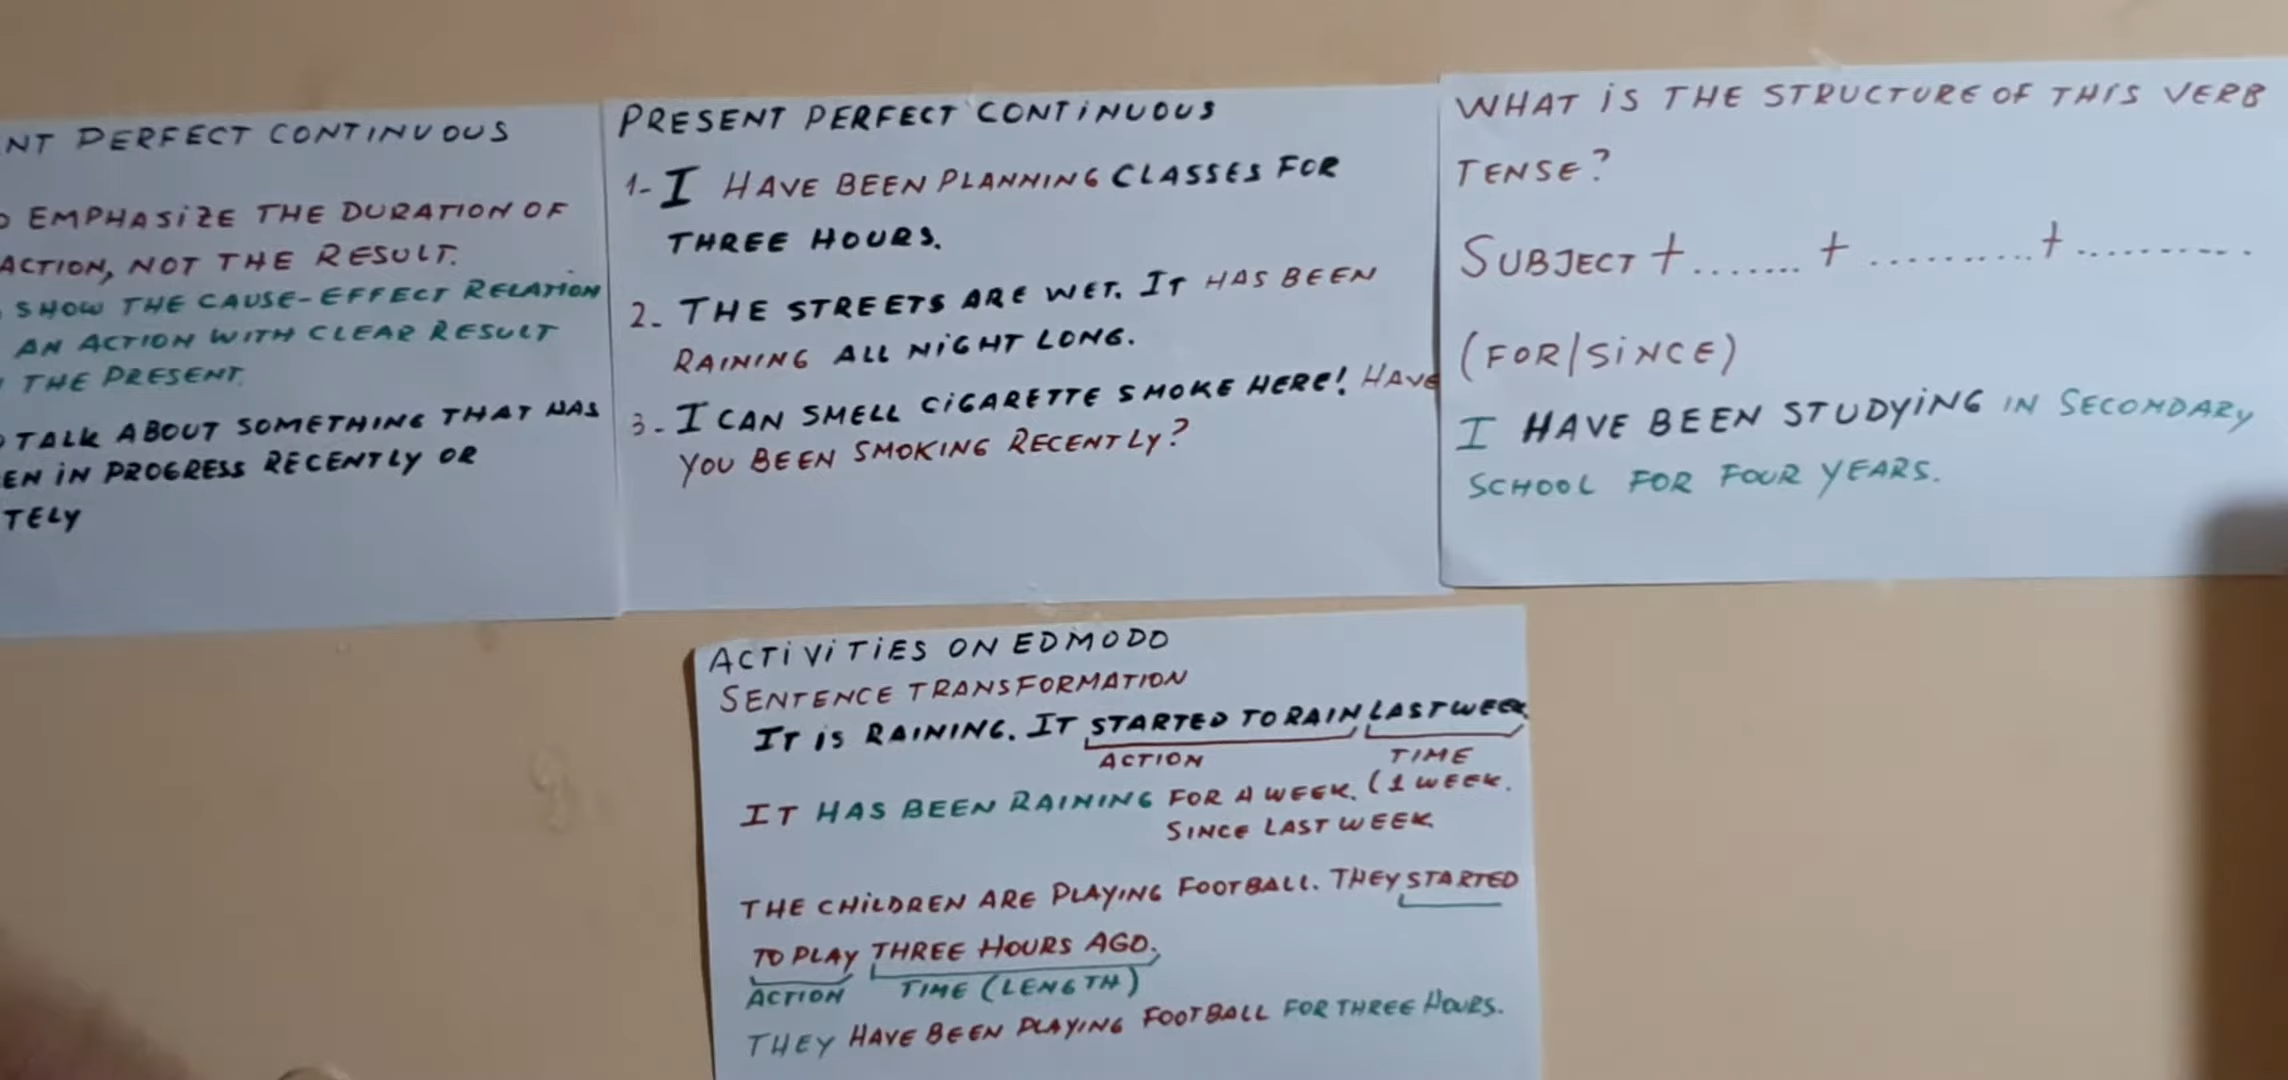 NT PERFECT CONTINUOUS
EMPHASIZE THE DURATION OF
ACTION, NOT THE RESULT.
SHOW THE CAUSE-EFFECT RELATION
AN ACTION WITH CLEAR RESULT
THE PRESENT.
TALK ABOUT SOMETHING THAT HAS
EN IN PROGRESS RECENTLY OR
TELY
PRESENT PERFECT CONTINUOUS
1- I HAVE BEEN PLANNING CLASSES FOR
THREE HOURS.
2- THE STREETS ARE WET. IT HAS BEEN
RAINING ALL NIGHT LONG.
3- I CAN SMELL CIGARETTE SMOKE HERE! HAVE
YOU BEEN SMOKING RECENTLY?
WHAT IS THE STRUCTURE OF THIS VERB
TENSE?
SUBJECT + ....... + .......... + ...........
(FOR/SINCE)
I HAVE BEEN STUDYING IN SECONDARY
SCHOOL FOR FOUR YEARS.
ACTIVITIES ON EDMODO
SENTENCE TRANSFORMATION
IT IS RAINING. IT STARTED TO RAIN LAST WEEK.
ACTION TIME
IT HAS BEEN RAINING FOR A WEEK. (1 WEEK.
SINCE LAST WEEK
THE CHILDREN ARE PLAYING FOOTBALL. THEY STARTED
TO PLAY THREE HOURS AGO.
ACTION TIME (LENGTH)
THEY HAVE BEEN PLAYING FOOTBALL FOR THREE HOURS.